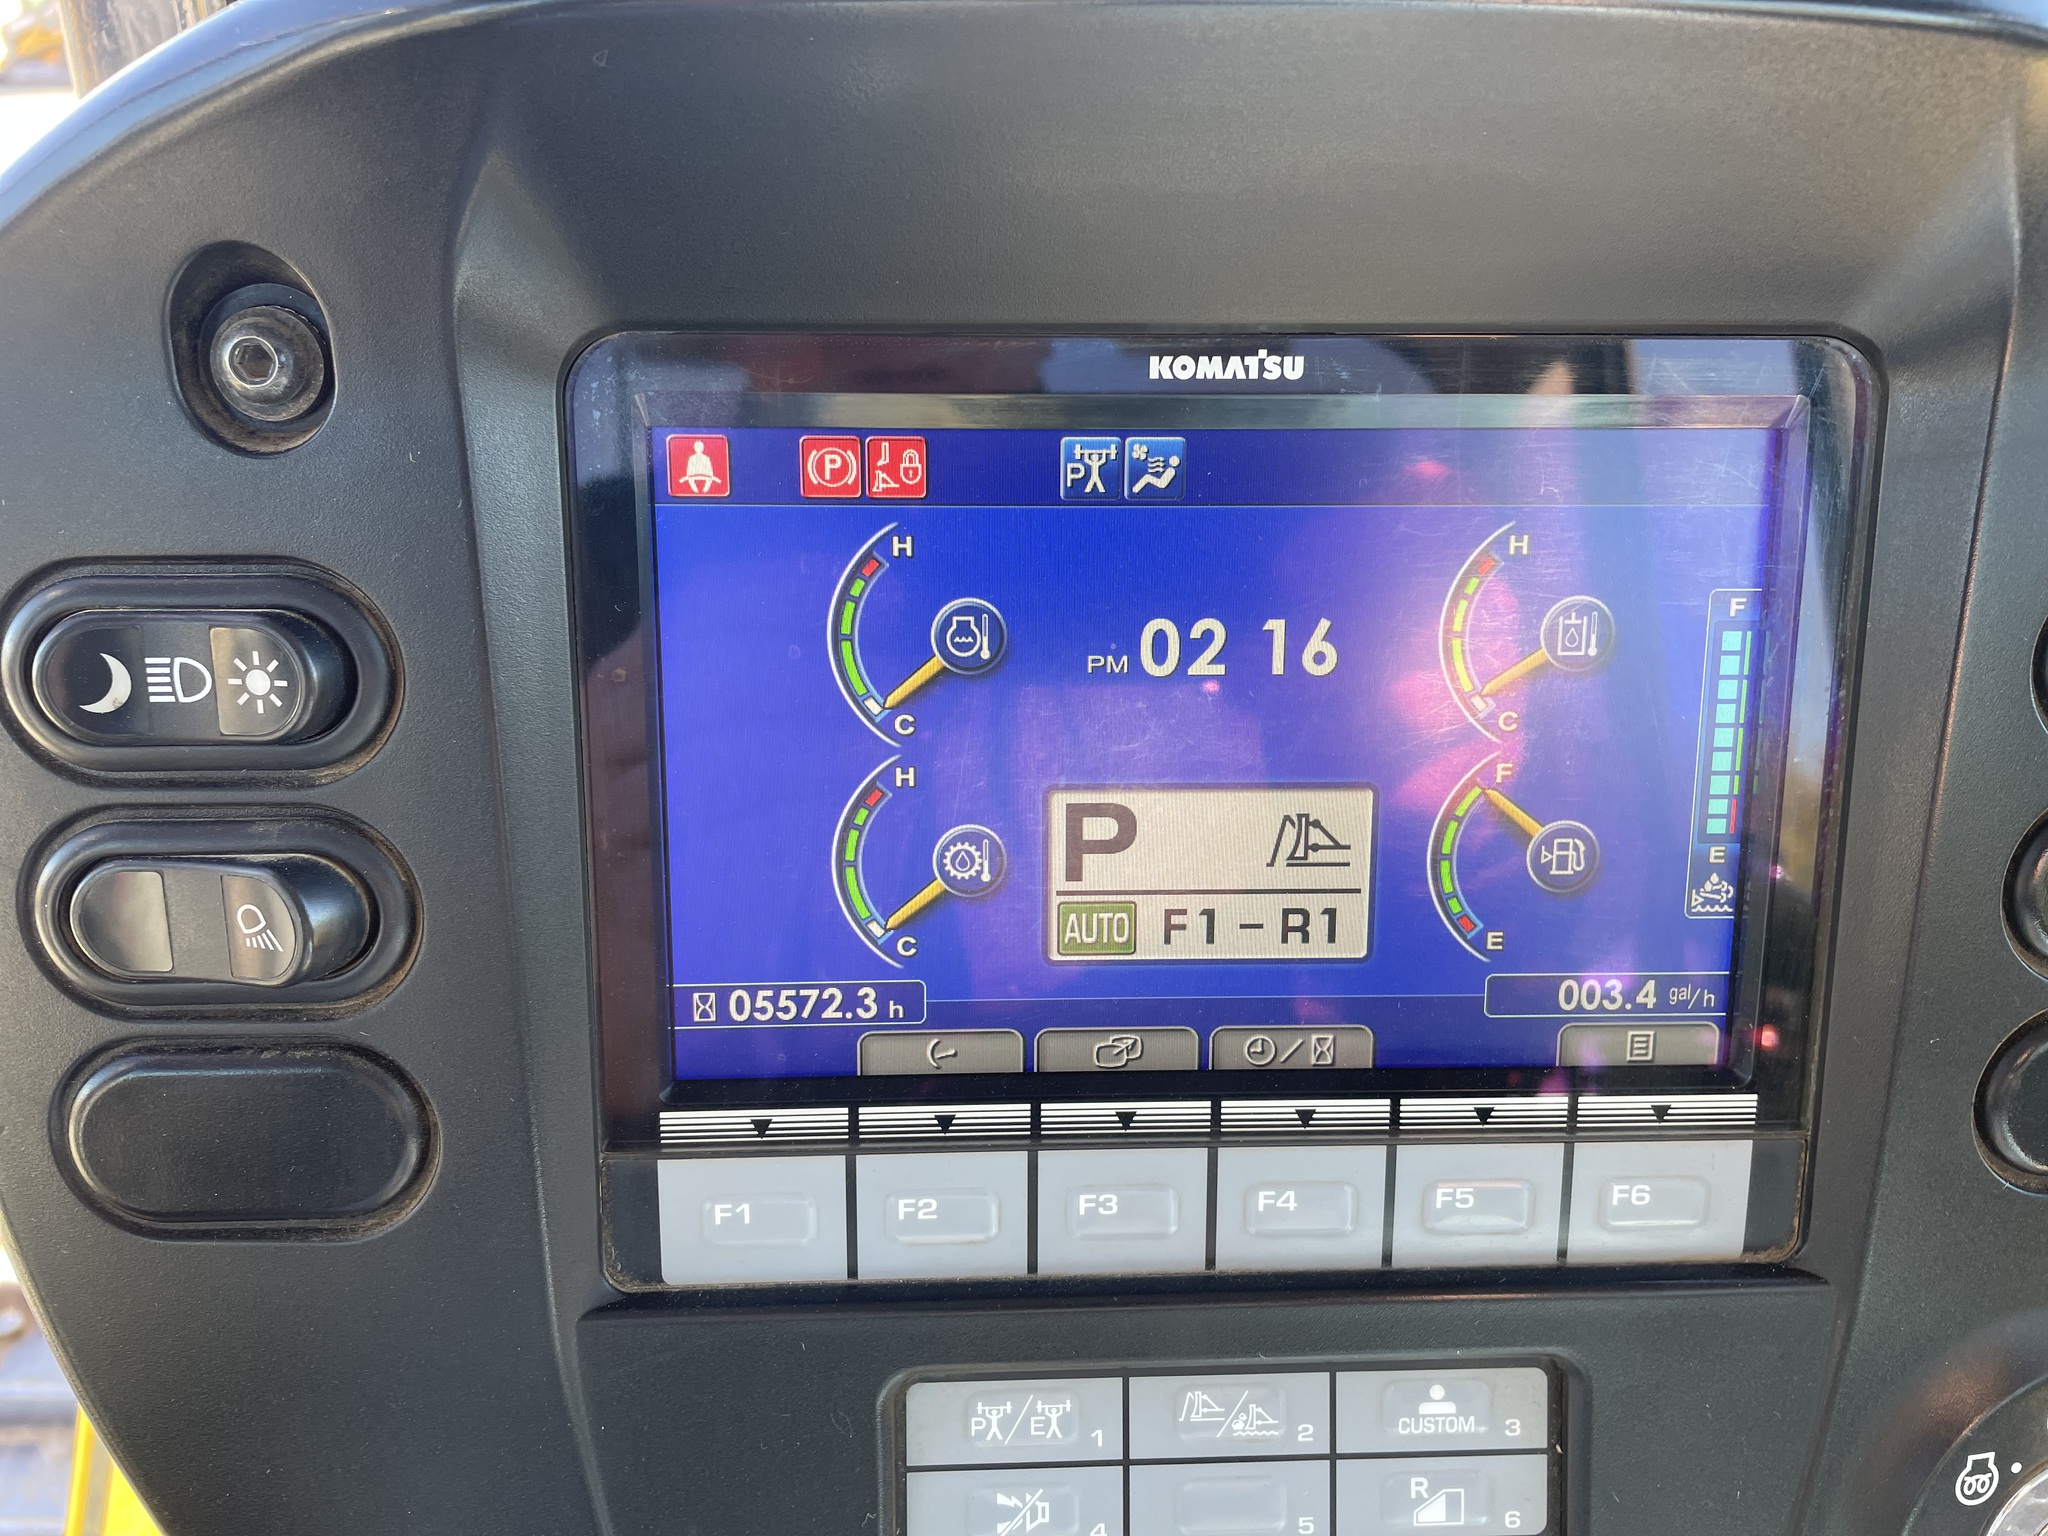 KOMATSU
P
P
H
H
F
PM 02 16
C
C
H
F
P
E
AUTO F1 - R1
C
E
05572.3 h
003.4 gal/h
F1 F2 F3 F4 F5 F6
P / E 1
2
CUSTOM 3
4
5
R 6